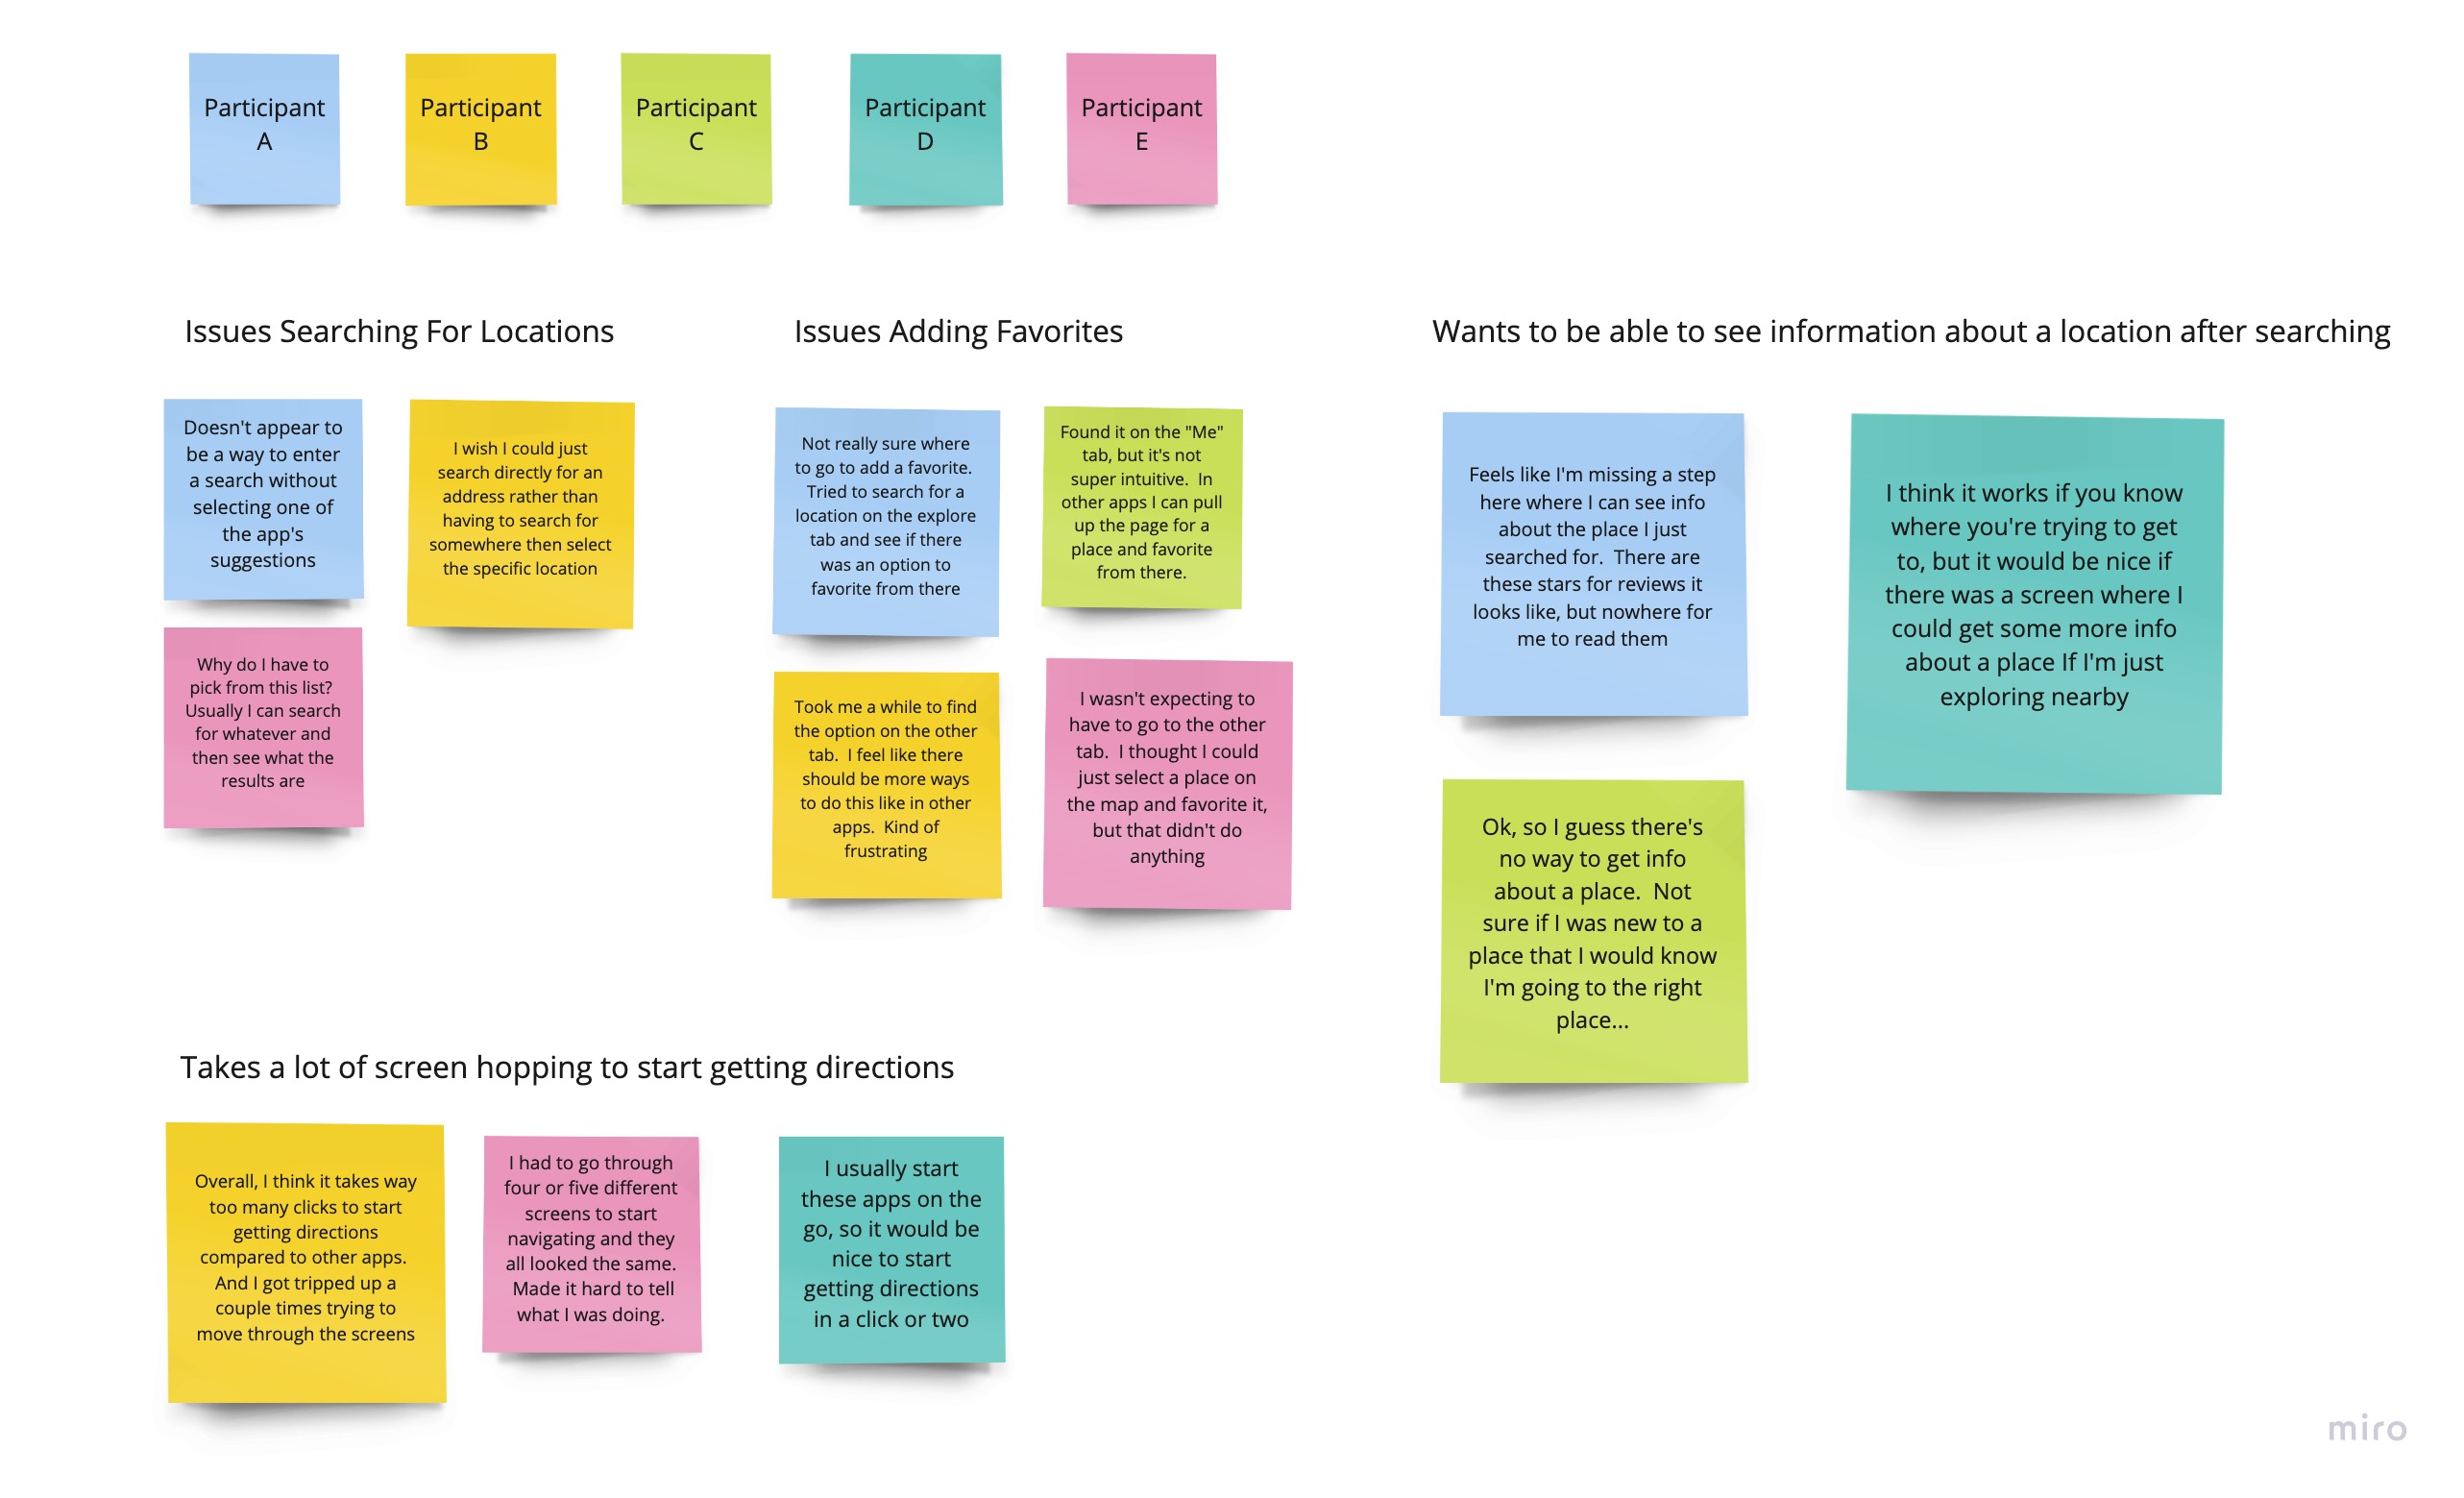 Participant
A
Participant
B
Participant
C
Participant
D
Participant
E
Issues Searching For Locations
Doesn't appear to
be a way to enter
a search without
selecting one of
the app's
suggestions
I wish I could just
search directly for an
address rather than
having to search for
somewhere then select
the specific location
Why do I have to
pick from this list?
Usually I can search
for whatever and
then see what the
results are
Issues Adding Favorites
Not really sure where
to go to add a favorite.
Tried to search for a
location on the explore
tab and see if there
was an option to
favorite from there
Found it on the "Me"
tab, but it's not
super intuitive.  In
other apps I can pull
up the page for a
place and favorite
from there.
Took me a while to find
the option on the other
tab.  I feel like there
should be more ways
to do this like in other
apps.  Kind of
frustrating
I wasn't expecting to
have to go to the other
tab.  I thought I could
just select a place on
the map and favorite it,
but that didn't do
anything
Wants to be able to see information about a location after searching
Feels like I'm missing a step
here where I can see info
about the place I just
searched for.  There are
these stars for reviews it
looks like, but nowhere for
me to read them
I think it works if you know
where you're trying to get
to, but it would be nice if
there was a screen where I
could get some more info
about a place If I'm just
exploring nearby
Ok, so I guess there's
no way to get info
about a place.  Not
sure if I was new to a
place that I would know
I'm going to the right
place...
Takes a lot of screen hopping to start getting directions
Overall, I think it takes way
too many clicks to start
getting directions
compared to other apps.
And I got tripped up a
couple times trying to
move through the screens
I had to go through
four or five different
screens to start
navigating and they
all looked the same.
Made it hard to tell
what I was doing.
I usually start
these apps on the
go, so it would be
nice to start
getting directions
in a click or two
miro